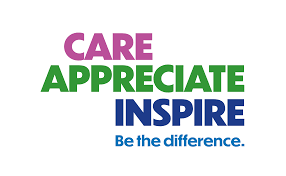 CARE
APPRECIATE
INSPIRE
Be the difference.